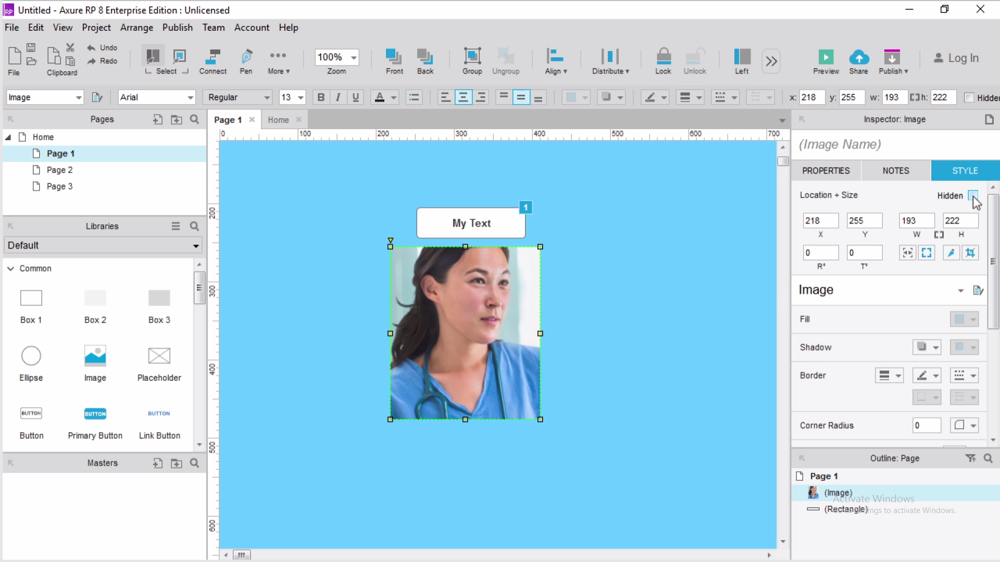 RP Untitled - Axure RP 8 Enterprise Edition : Unlicensed
File Edit View Project Arrange Publish Team Account Help
File Clipboard Undo Redo Select Connect Pen More 100% Zoom Front Back Group Ungroup Align Distribute Lock Unlock Left Preview Share Publish Log In
Image Arial Regular 13 B I U A x: 218 y: 255 w: 193 h: 222 Hidden
Pages
Home
Page 1
Page 2
Page 3
Libraries
Default
Common
Box 1 Box 2 Box 3
Ellipse Image Placeholder
BUTTON BUTTON BUTTON
Button Primary Button Link Button
Masters
Page 1 Home
0 100 200 300 400 500 600 700
200
300
400
500
600
1
My Text
Inspector: Image
(Image Name)
PROPERTIES NOTES STYLE
Location + Size Hidden
218 255 193 222
X Y W H
0 0
R° T°
Image
Fill
Shadow
Border
Corner Radius 0
Outline: Page
Page 1
(Image)
(Rectangle)
Activate Windows
Go to Settings to activate Windows.